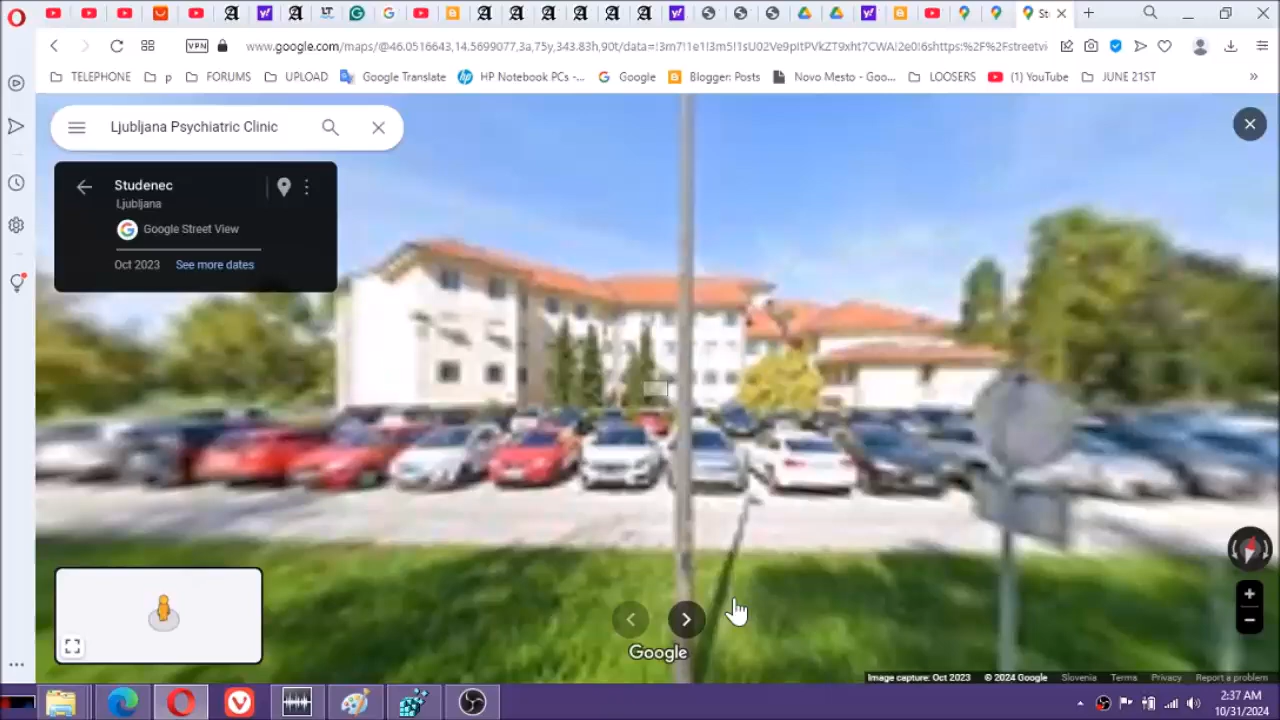 St
www.google.com/maps/@46.0516643,14.5699077,3a,75y,343.83h,90t/data=!3m7!1e1!3m5!1sU02Ve9pItPVkZT9xht7CWA!2e0!6shttps:%2F%2Fstreetvi
VPN
TELEPHONE
p
FORUMS
UPLOAD
Google Translate
HP Notebook PCs -...
Google
Blogger: Posts
Novo Mesto - Goo...
LOOSERS
(1) YouTube
JUNE 21ST
»
Ljubljana Psychiatric Clinic
Studenec
Ljubljana
Google Street View
Oct 2023 See more dates
Google
Image capture: Oct 2023 © 2024 Google Slovenia Terms Privacy Report a problem
2:37 AM
10/31/2024